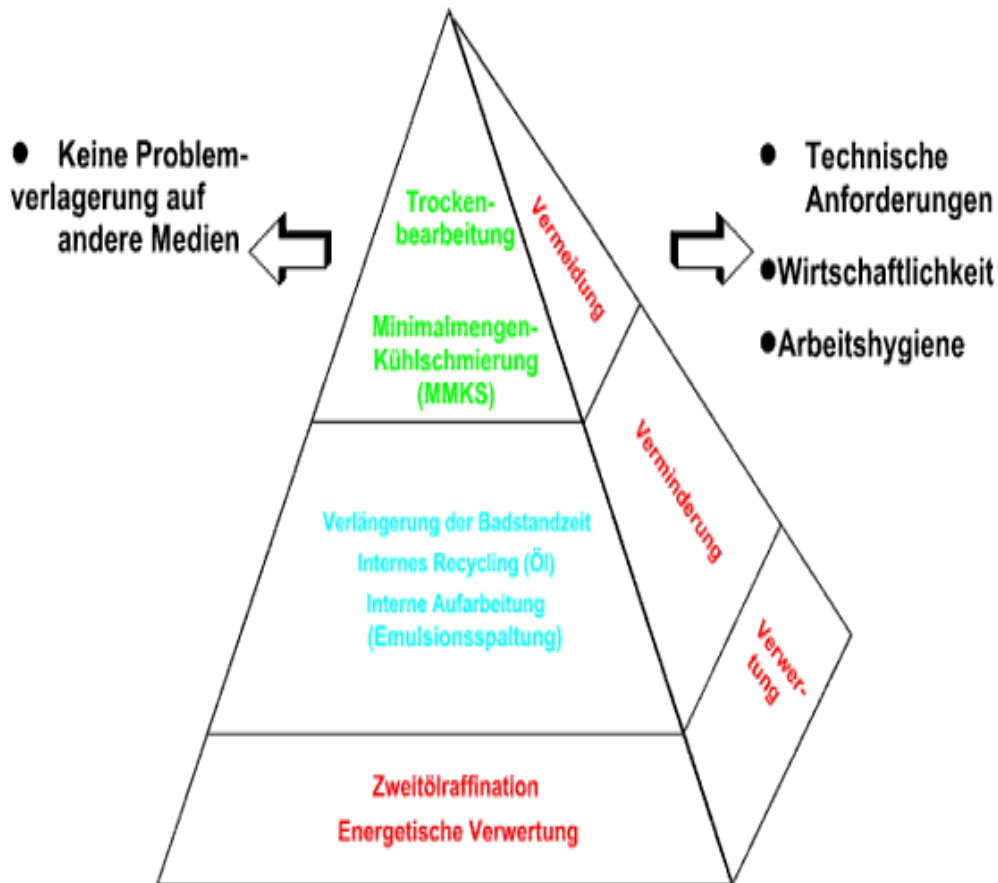 ● Keine Problem-
verlagerung auf
andere Medien
Trocken-
bearbeitung
Minimalmengen-
Kühlschmierung
(MMKS)
Vermeidung
● Technische
Anforderungen
●Wirtschaftlichkeit
●Arbeitshygiene
Verlängerung der Badstandzeit
Internes Recycling (Öl)
Interne Aufarbeitung
(Emulsionsspaltung)
Verminderung
Zweitölraffination
Energetische Verwertung
Verwer-
tung